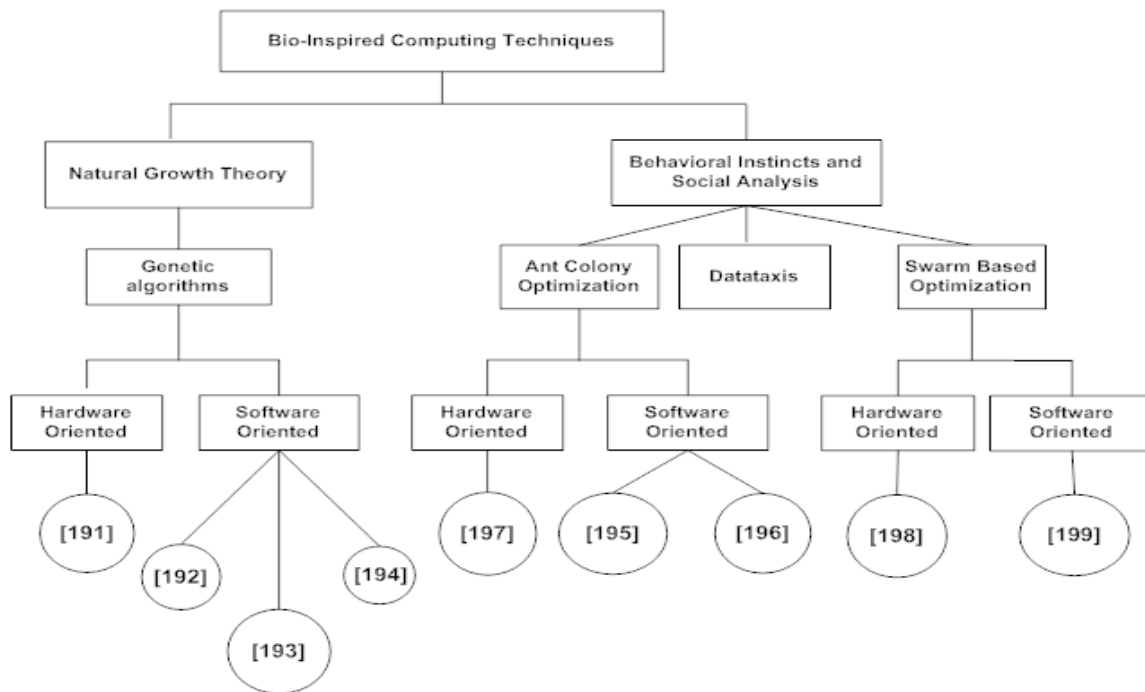 Bio-Inspired Computing Techniques
Natural Growth Theory
Behavioral Instincts and
Social Analysis
Genetic
algorithms
Ant Colony
Optimization
Datataxis
Swarm Based
Optimization
Hardware
Oriented
Software
Oriented
Hardware
Oriented
Software
Oriented
Hardware
Oriented
Software
Oriented
[191]
[192]
[193]
[194]
[197]
[195]
[196]
[198]
[199]